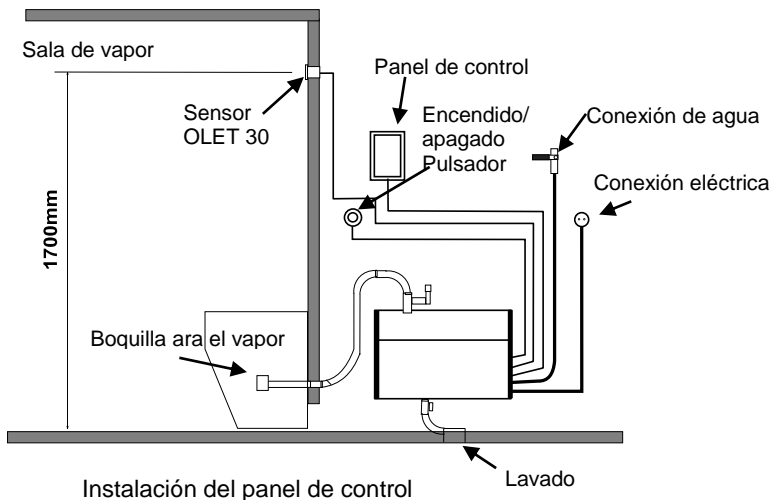 Sala de vapor
Panel de control
Sensor
OLET 30
Encendido/
apagado
Pulsador
Conexión de agua
Conexión eléctrica
1700mm
Boquilla ara el vapor
Lavado
Instalación del panel de control